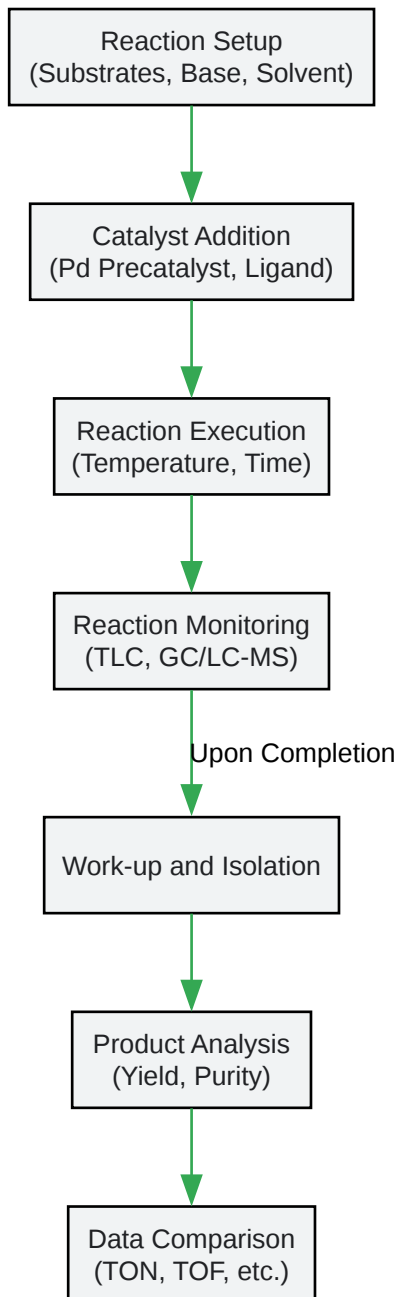 Reaction Setup
(Substrates, Base, Solvent)
Catalyst Addition
(Pd Precatalyst, Ligand)
Reaction Execution
(Temperature, Time)
Reaction Monitoring
(TLC, GC/LC-MS)
Upon Completion
Work-up and Isolation
Product Analysis
(Yield, Purity)
Data Comparison
(TON, TOF, etc.)